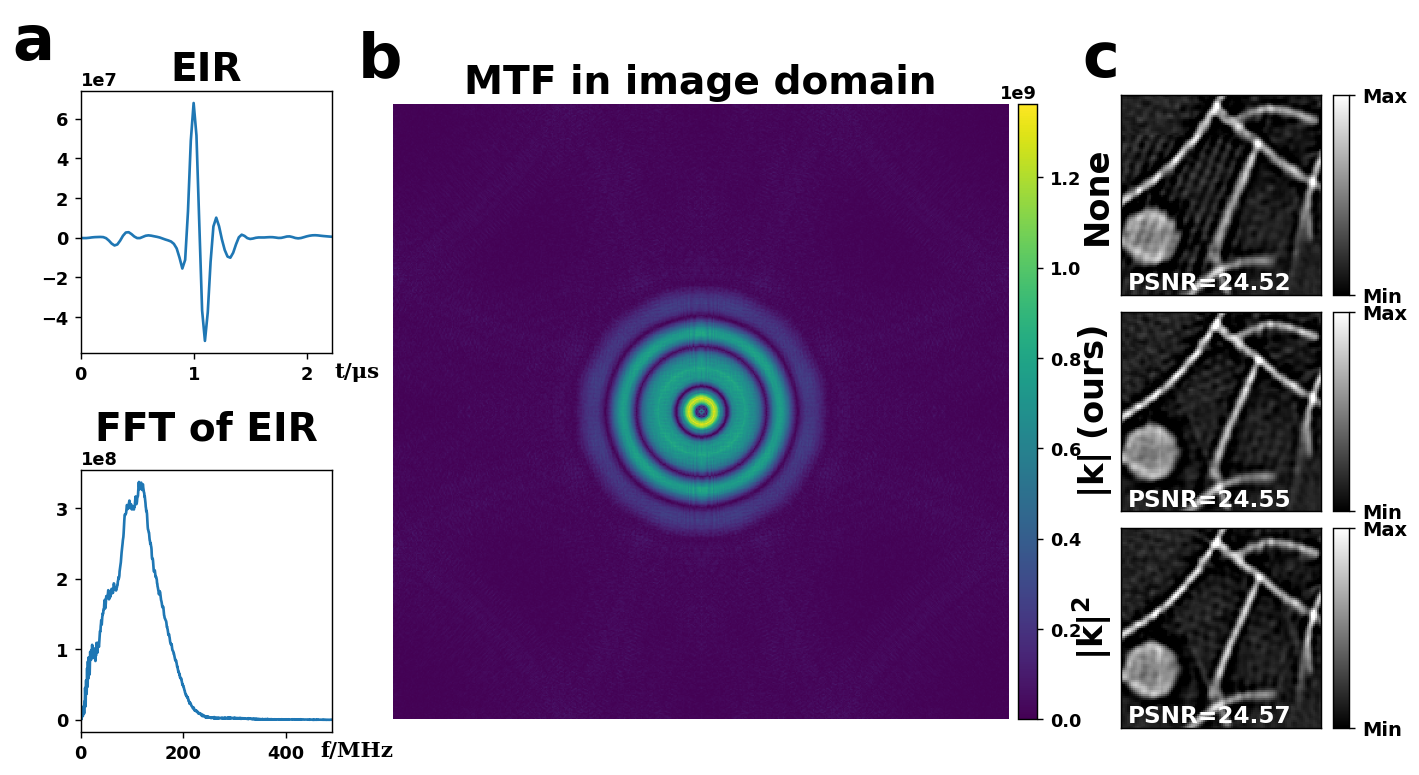 a
EIR
1e7
6
4
2
0
−2
−4
0 1 2 t/μs
FFT of EIR
1e8
3
2
1
0
0 200 400 f/MHz
b
MTF in image domain
1e9
1.2
1.0
0.8
0.6
0.4
0.2
0.0
c
None
PSNR=24.52
Max
Min
|k| (ours)
PSNR=24.55
Max
Min
|k|²
PSNR=24.57
Max
Min